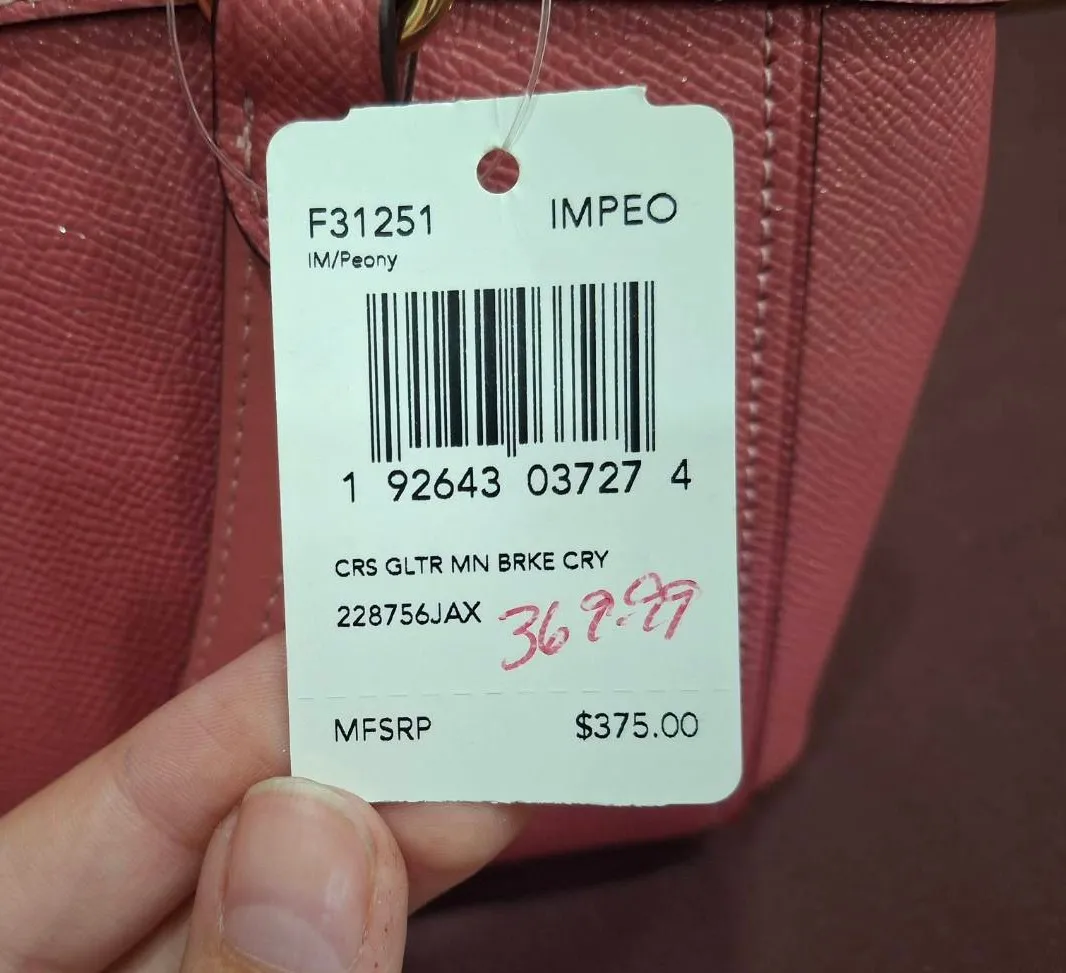 F31251 IMPEO
IM/Peony
1 92643 03727 4
CRS GLTR MN BRKE CRY
228756JAX 369.99
MFSRP $375.00